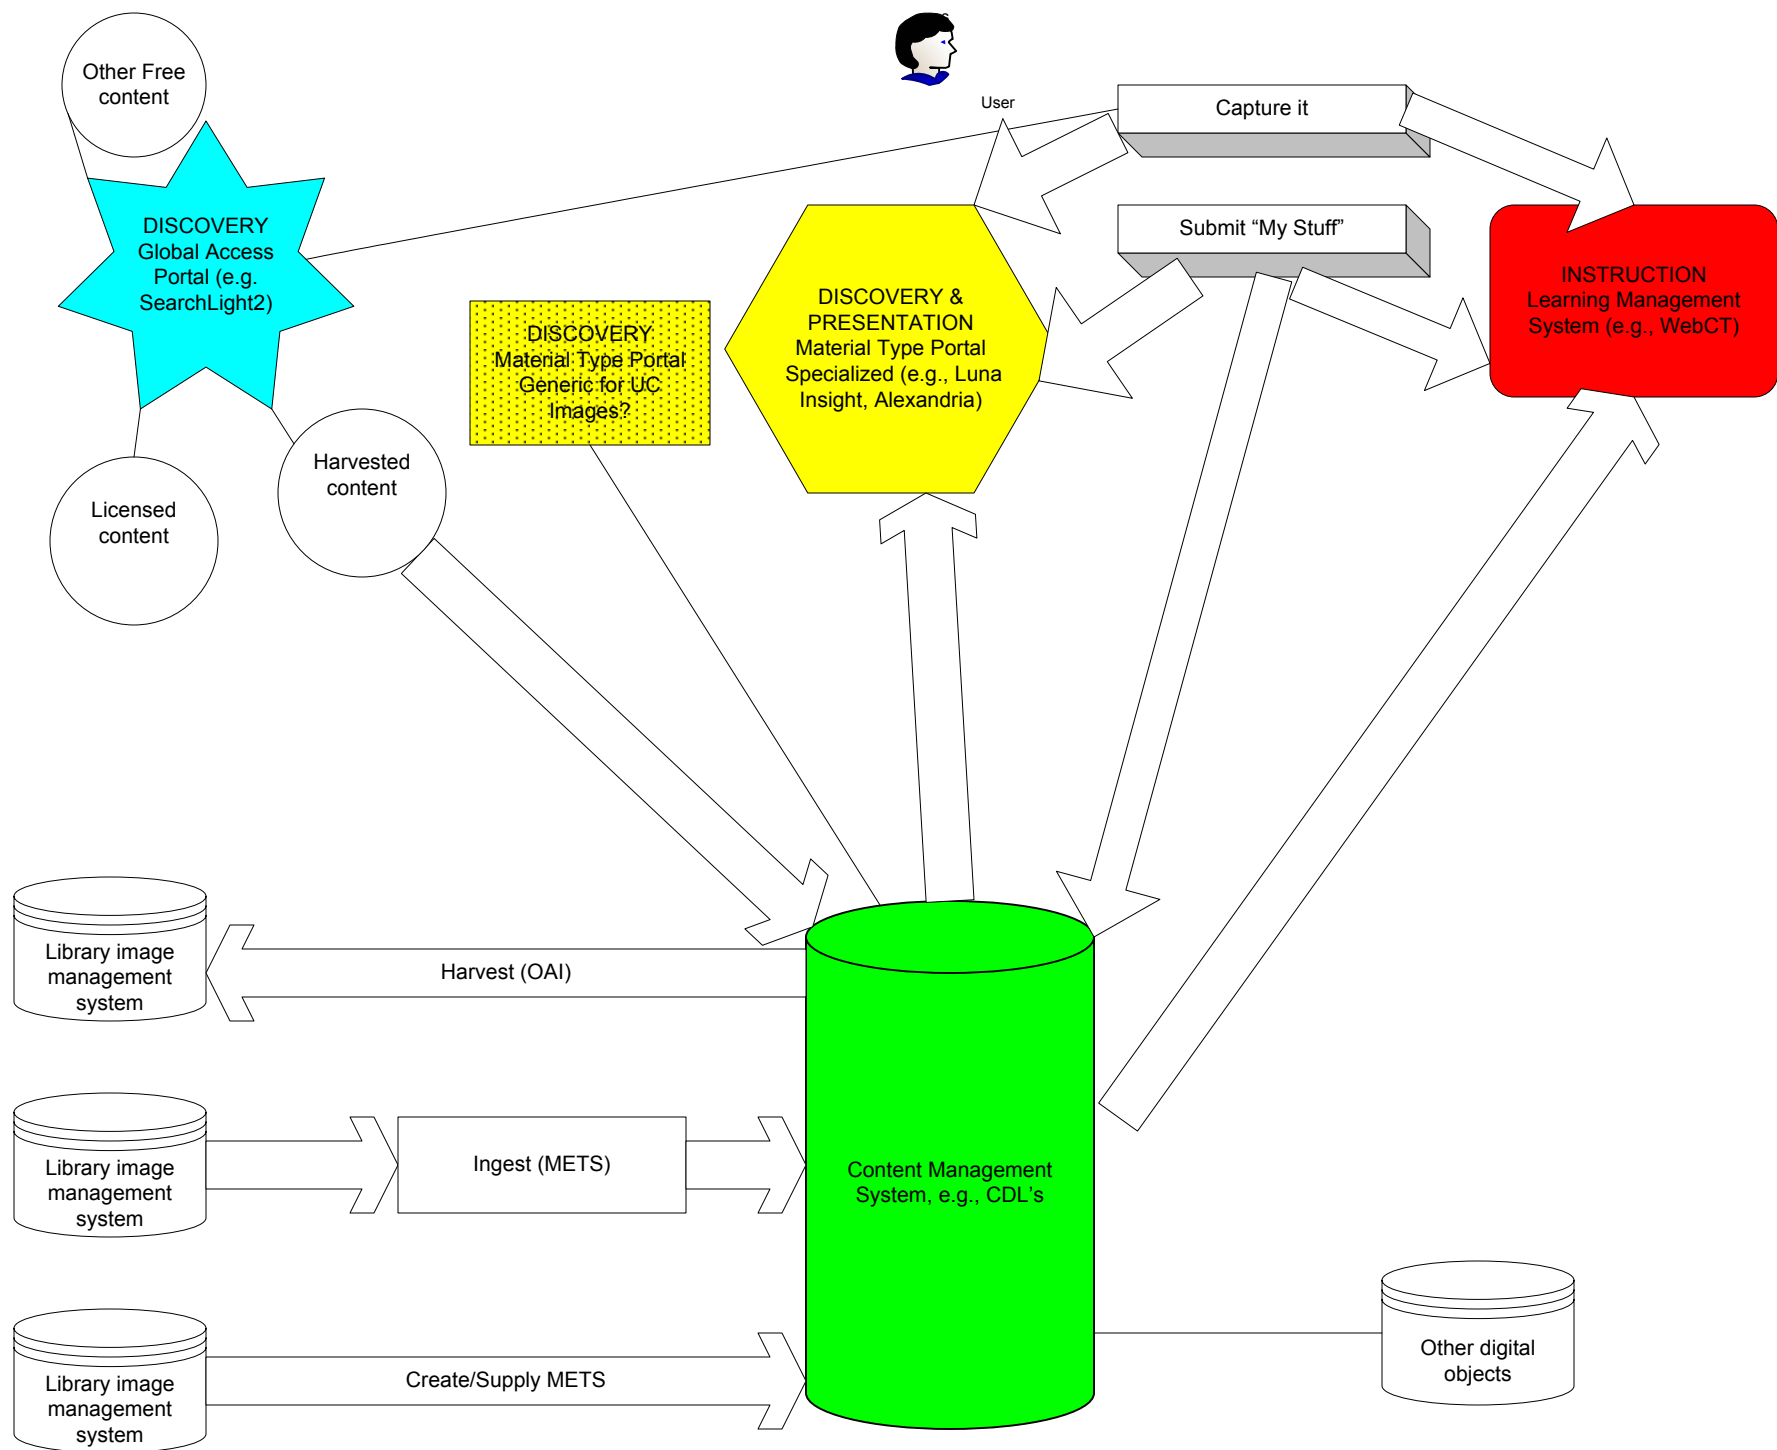 Other Free
content
User
Capture it
Submit “My Stuff”
DISCOVERY
Global Access
Portal (e.g.
SearchLight2)
DISCOVERY
Material Type Portal
Generic for UC
Images?
DISCOVERY &
PRESENTATION
Material Type Portal
Specialized (e.g., Luna
Insight, Alexandria)
INSTRUCTION
Learning Management
System (e.g., WebCT)
Harvested
content
Licensed
content
Library image
management
system
Harvest (OAI)
Library image
management
system
Ingest (METS)
Content Management
System, e.g., CDL’s
Library image
management
system
Create/Supply METS
Other digital
objects